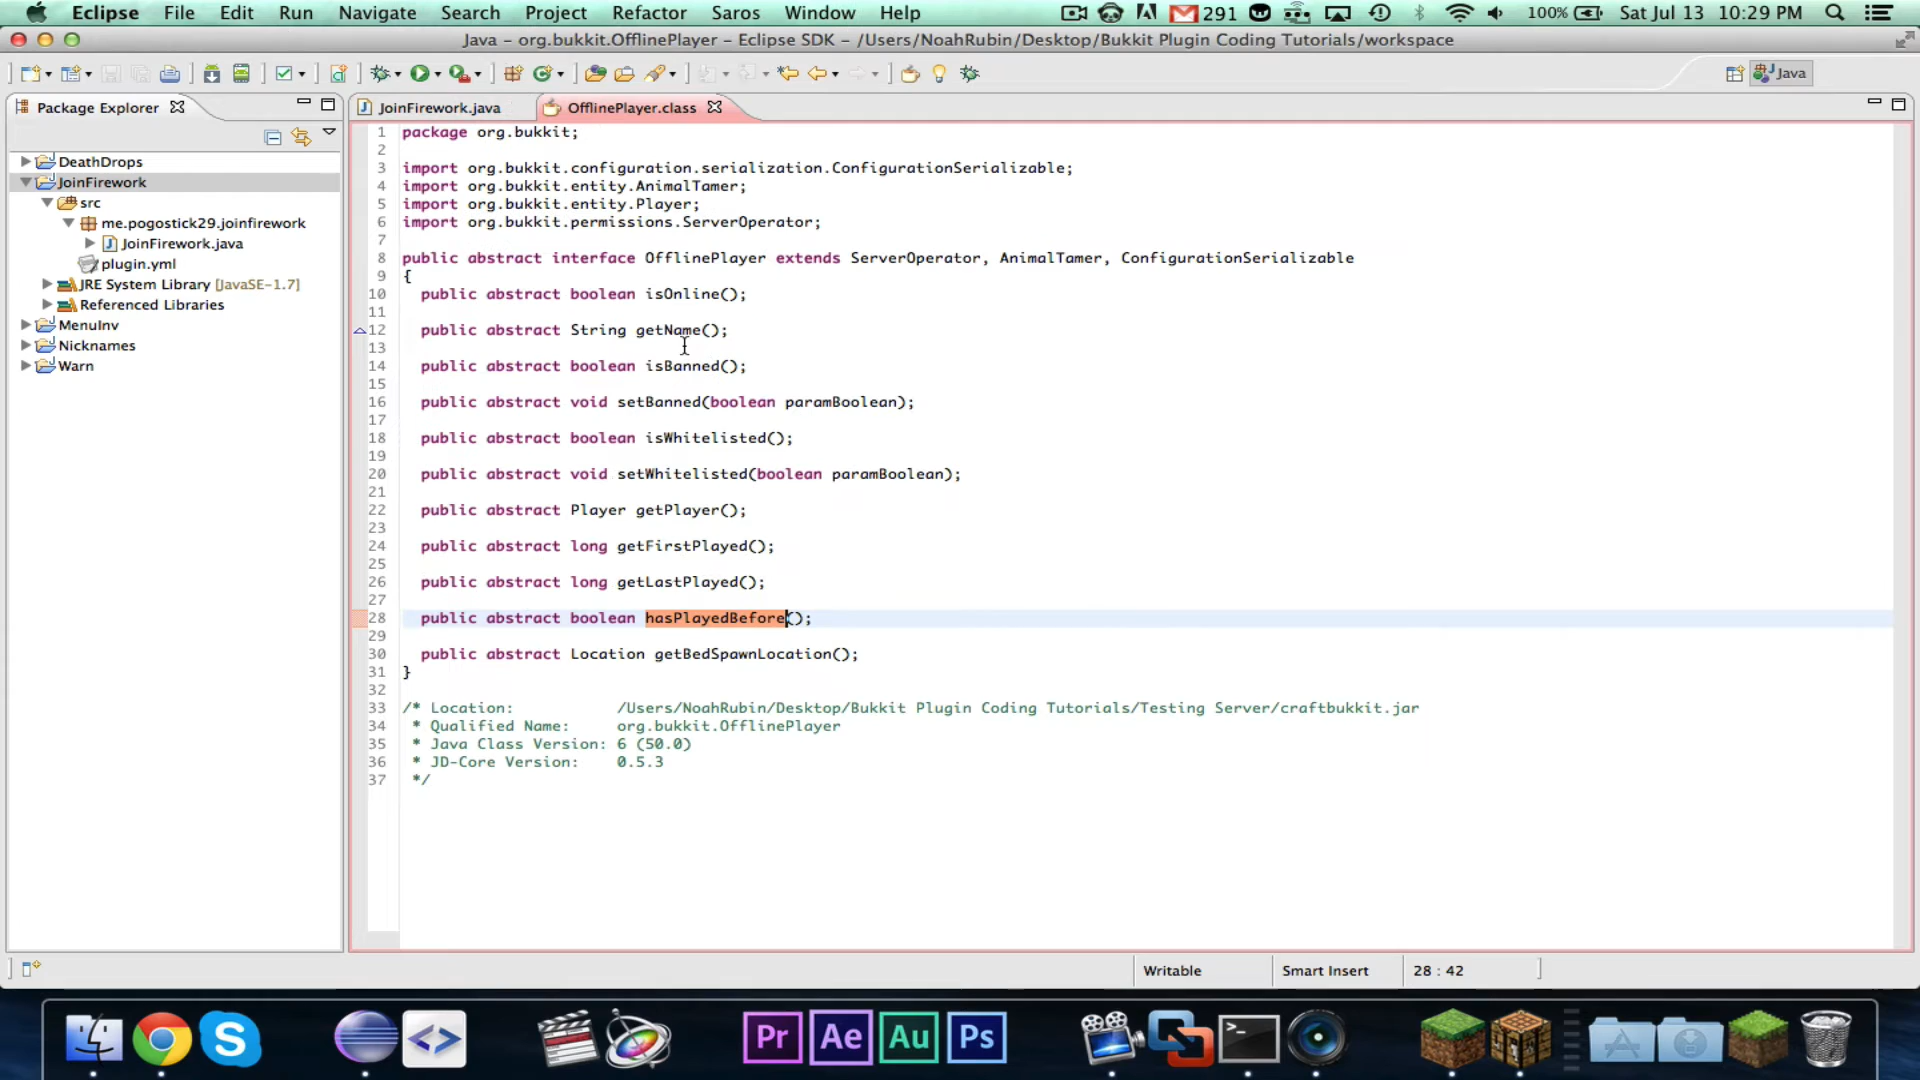 Eclipse File Edit Run Navigate Search Project Refactor Saros Window Help 291 100% Sat Jul 13 10:29 PM
Java – org.bukkit.OfflinePlayer – Eclipse SDK – /Users/NoahRubin/Desktop/Bukkit Plugin Coding Tutorials/workspace
Java
Package Explorer
DeathDrops
JoinFirework
src
me.pogostick29.joinfirework
JoinFirework.java
plugin.yml
JRE System Library [JavaSE-1.7]
Referenced Libraries
MenuInv
Nicknames
Warn
JoinFirework.java OfflinePlayer.class
1 package org.bukkit;
2
3 import org.bukkit.configuration.serialization.ConfigurationSerializable;
4 import org.bukkit.entity.AnimalTamer;
5 import org.bukkit.entity.Player;
6 import org.bukkit.permissions.ServerOperator;
7
8 public abstract interface OfflinePlayer extends ServerOperator, AnimalTamer, ConfigurationSerializable
9 {
10 public abstract boolean isOnline();
11
12 public abstract String getName();
13
14 public abstract boolean isBanned();
15
16 public abstract void setBanned(boolean paramBoolean);
17
18 public abstract boolean isWhitelisted();
19
20 public abstract void setWhitelisted(boolean paramBoolean);
21
22 public abstract Player getPlayer();
23
24 public abstract long getFirstPlayed();
25
26 public abstract long getLastPlayed();
27
28 public abstract boolean hasPlayedBefore();
29
30 public abstract Location getBedSpawnLocation();
31 }
32
33 /* Location: /Users/NoahRubin/Desktop/Bukkit Plugin Coding Tutorials/Testing Server/craftbukkit.jar
34 * Qualified Name: org.bukkit.OfflinePlayer
35 * Java Class Version: 6 (50.0)
36 * JD-Core Version: 0.5.3
37 */
Writable Smart Insert 28 : 42
Pr Ae Au Ps